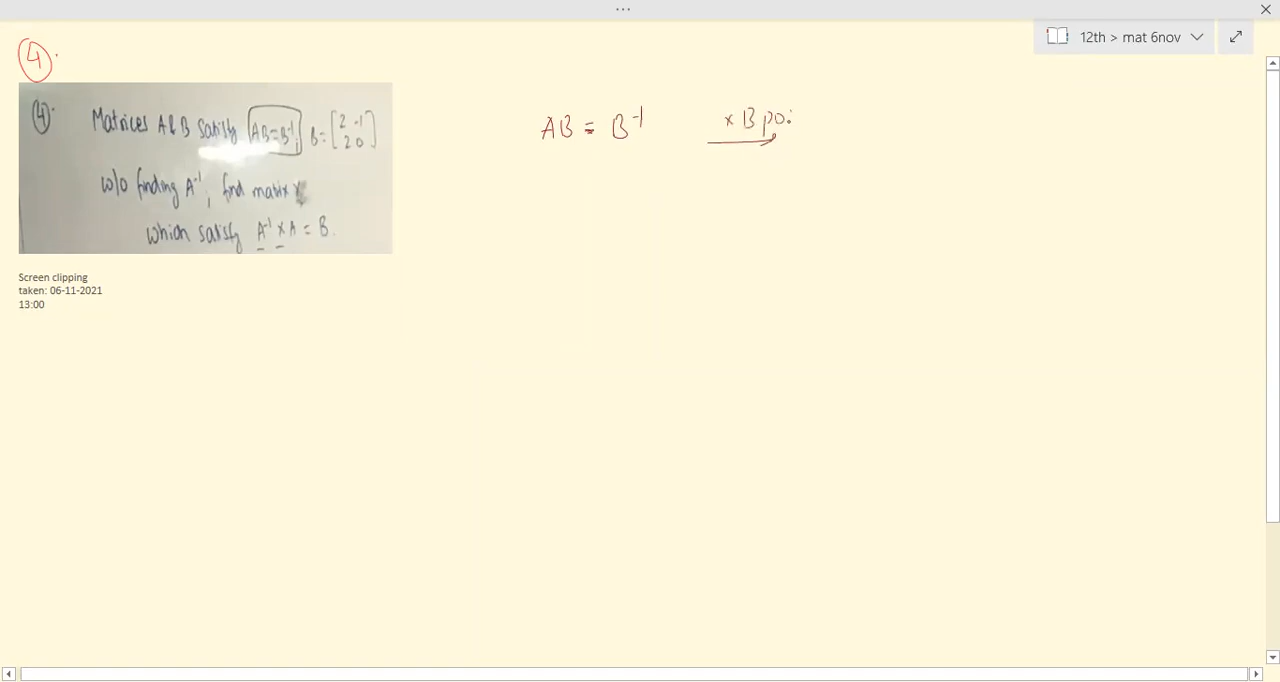 ...
12th > mat 6nov
4.
4.
Matrices A & B satisfy AB=B⁻¹, B = [2 -1
2 0]
w/o finding A⁻¹, find matrix X
which satisfy A⁻¹ X A = B.
AB = B⁻¹ × B poi
Screen clipping
taken: 06-11-2021
13:00